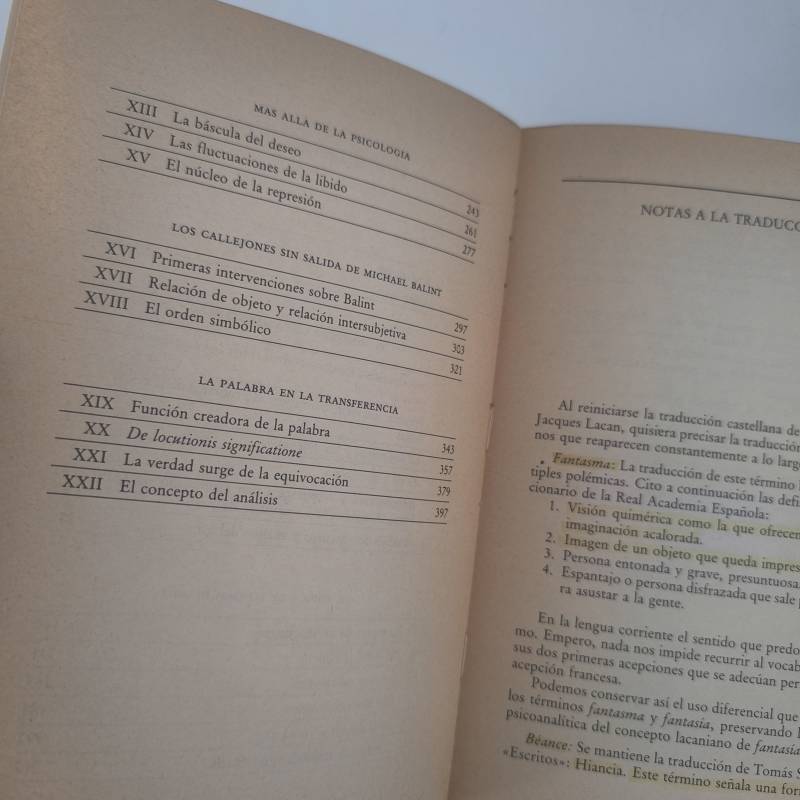 MAS ALLA DE LA PSICOLOGIA
XIII La báscula del deseo 243
XIV Las fluctuaciones de la libido 261
XV El núcleo de la represión 277
LOS CALLEJONES SIN SALIDA DE MICHAEL BALINT
XVI Primeras intervenciones sobre Balint 297
XVII Relación de objeto y relación intersubjetiva 303
XVIII El orden simbólico 321
LA PALABRA EN LA TRANSFERENCIA
XIX Función creadora de la palabra 343
XX De locutionis significatione 357
XXI La verdad surge de la equivocación 379
XXII El concepto del análisis 397
NOTAS A LA TRADUCC
Al reiniciarse la traducción castellana de
Jacques Lacan, quisiera precisar la traducción
nos que reaparecen constantemente a lo largo
Fantasma: La traducción de este término
tiples polémicas. Cito a continuación las defi
cionario de la Real Academia Española:
1. Visión quimérica como la que ofrecen
imaginación acalorada.
2. Imagen de un objeto que queda impres
3. Persona entonada y grave, presuntuosa.
4. Espantajo o persona disfrazada que sale
ra asustar a la gente.
En la lengua corriente el sentido que predo
mo. Empero, nada nos impide recurrir al vocab
sus dos primeras acepciones que se adecúan per
acepción francesa.
Podemos conservar así el uso diferencial que
los términos fantasma y fantasía, preservando
psicoanalítica del concepto lacaniano de fantasía
Béance: Se mantiene la traducción de Tomás S
«Escritos»: Hiancia. Este término señala una for